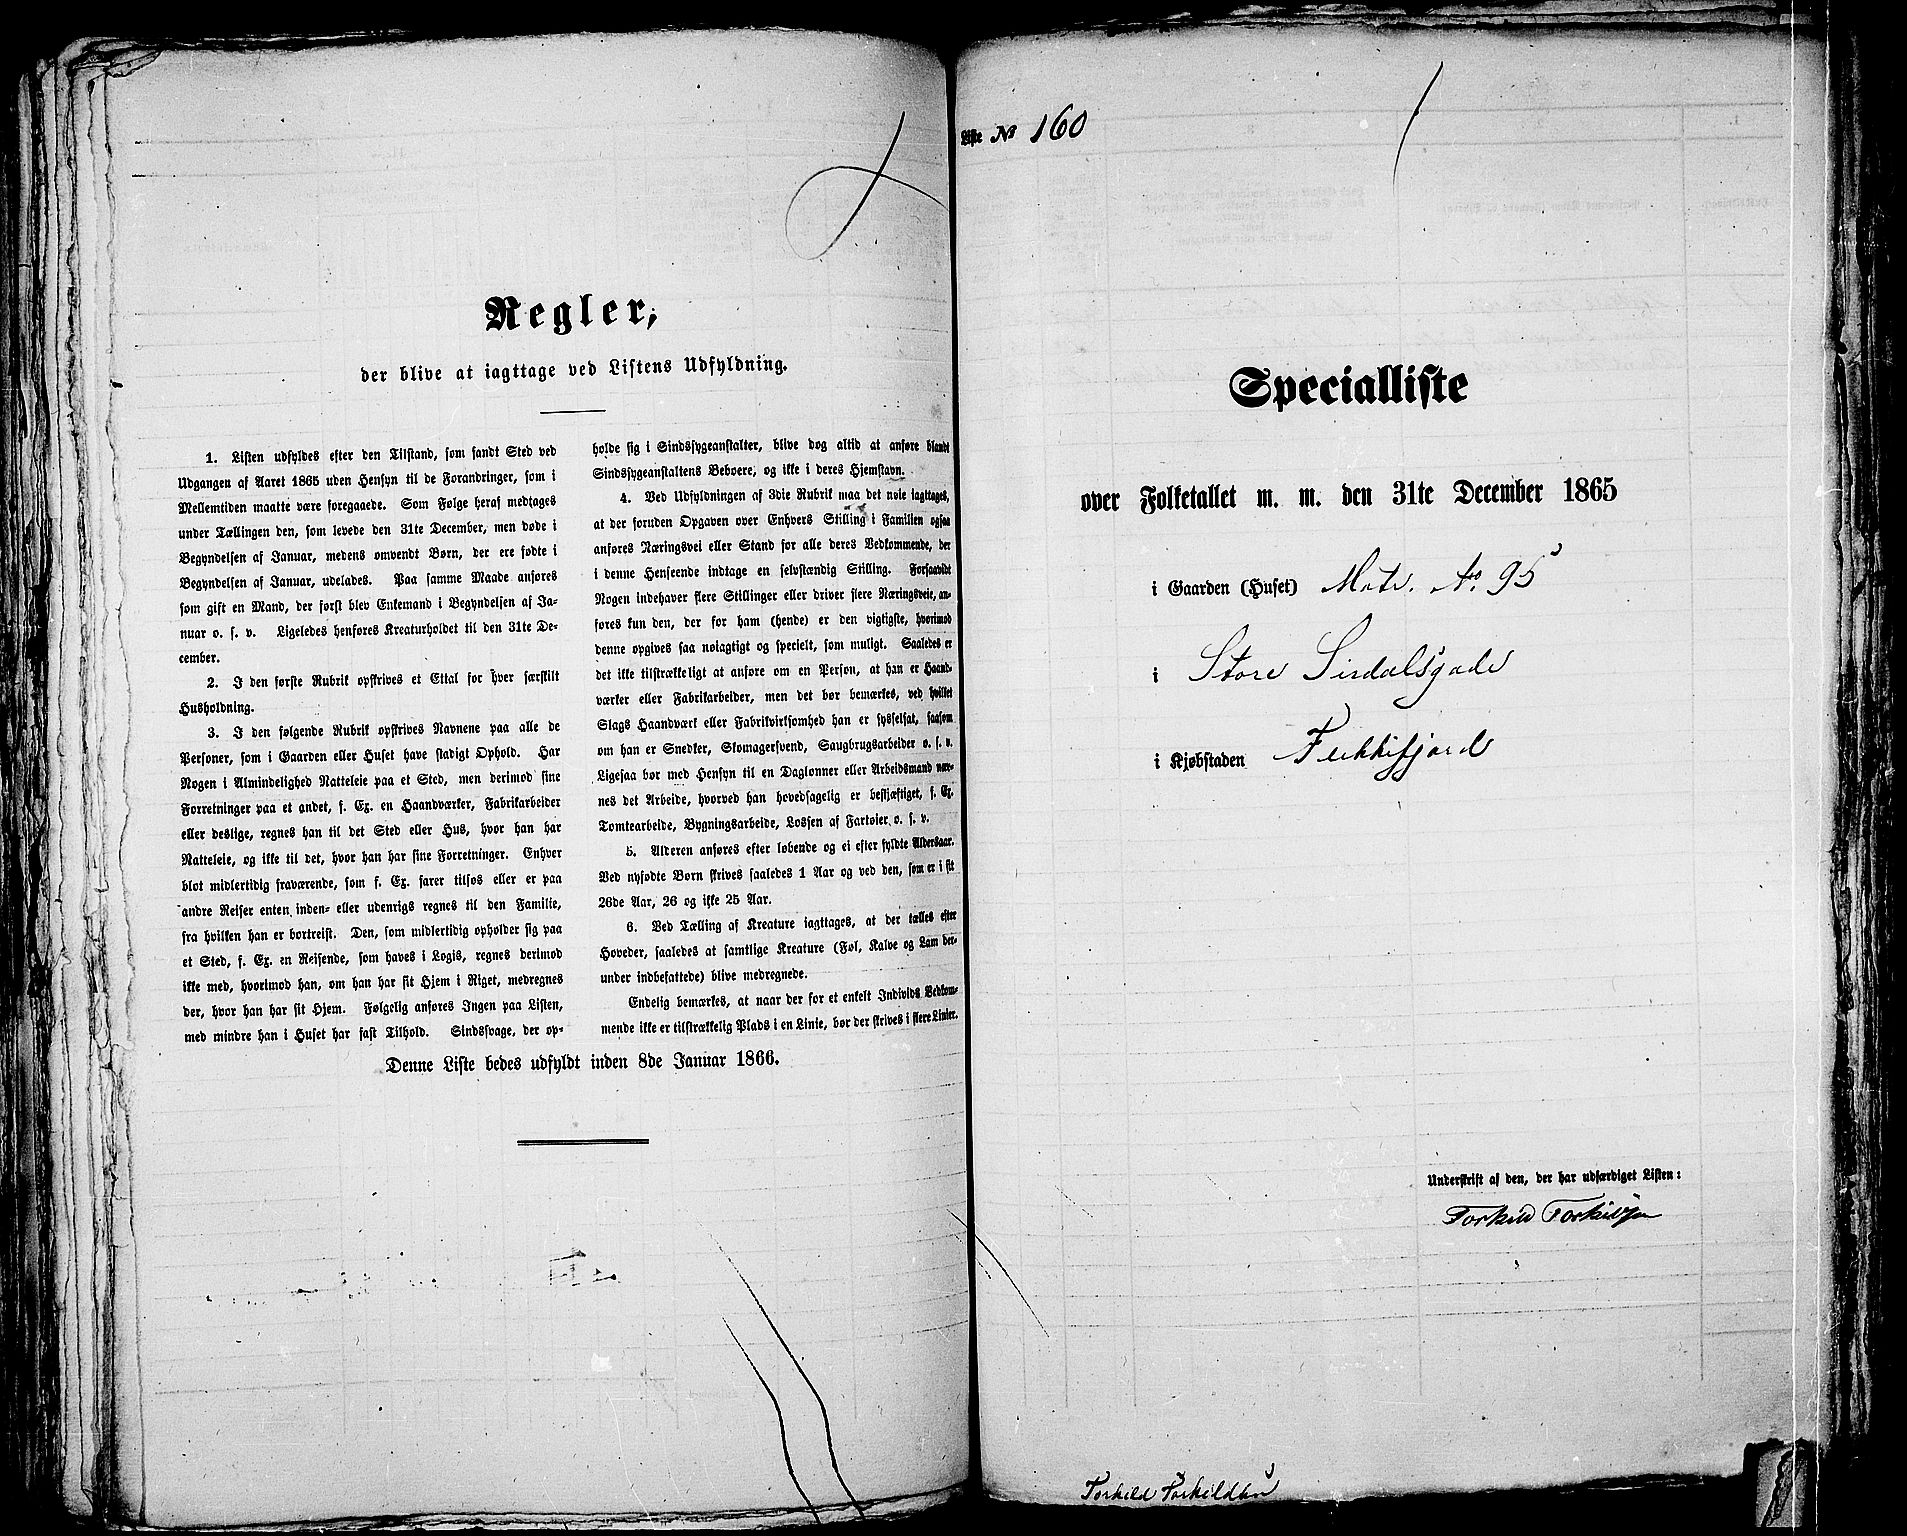 Regler,
der blive at iagttage ved Listens Udfyldning.
1. Listen udfyldes efter den Tilstand, som fandt Sted ved
Udgangen af Aaret 1865 uden Hensyn til de Forandringer, som i
Mellemtiden maatte være foregaaede. Som Følge heraf medtages
under Tællingen den, som levede den 31te December, men døde i
Begyndelsen af Januar, medens omvendt Børn, der ere fødte i
Begyndelsen af Januar, udelades. Paa samme Maade anføres
som gift en Mand, der først blev Enkemand i Begyndelsen af Ja-
nuar o. s. v. Ligeledes henføres Kreaturholdet til den 31te De-
cember.
2. I den første Rubrik opskrives et Ettal for hver særskilt
Husholdning.
3. I den følgende Rubrik opskrives Navnene paa alle de
Personer, som i Gaarden eller Huset have stadigt Ophold. Har
Nogen i Almindelighed Natteleie paa et Sted, men derimod sine
Forretninger paa et andet, f. Ex. en Haandværker, Fabrikarbeider
eller deslige, regnes han til det Sted eller Hus, hvor han har
Natteleie, og ikke til det, hvor han har sine Forretninger. Enhver
blot midlertidig fraværende, som f. Ex. farer tilsøs eller er paa
andre Reiser enten inden- eller udenrigs regnes til den Familie,
fra hvilken han er bortreist. Den, som midlertidig opholder sig paa
et Sted, f. Ex. en Reisende, som haves i Logis, regnes derimod
ikke med, hvorimod han, om han har sit Hjem i Riget, medregnes
der, hvor han har sit Hjem. Følgelig anføres Ingen paa Listen,
med mindre han i Huset har fast Tilhold. Sindssvage, der op-
holde sig i Sindssygeanstalter, blive dog altid at anføre blandt
Sindssygeanstaltens Beboere, og ikke i deres Hjemstavn.
4. Ved Udfyldningen af 3die Rubrik maa det nøie iagttages,
at der foruden Opgaven over Enhvers Stilling i Familien ogsaa
anføres Næringsvei eller Stand for alle deres Vedkommende, der
i denne Henseende indtage en selvstændig Stilling. Forsaavidt
Nogen indehaver flere Stillinger eller driver flere Næringsveie, an-
føres kun den, der for ham (hende) er den vigtigste, hvorimod
denne opgives saa nøiagtigt og specielt, som muligt. Saaledes er
det ikke tilstrækkeligt at anføre om en Person, at han er Haand-
værker eller Fabrikarbeider, men det bør bemærkes, ved hvilket
Slags Haandværk eller Fabrikvirksomhed han er sysselsat, saasom
om han er Snedker, Skomagersvend, Saugbrugsarbeider o. s. v.
Ligesaa bør med Hensyn til en Dagløner eller Arbeidsmand næv-
nes det Arbeide, hvorved han hovedsagelig er beskjæftiget, f. Ex.
Tomtearbeide, Bygningsarbeide, Lossen af Fartøier o. s. v.
5. Alderen anføres efter løbende og ei efter fyldte Aldersaar.
Ved nyfødte Børn skrives saaledes 1 Aar og ved den, som er i sit
26de Aar, 26 og ikke 25 Aar.
6. Ved Tælling af Kreature iagttages, at der tælles efter
Hoveder, saaledes at samtlige Kreature (Føl, Kalve og Lam der-
under indbefattede) blive medregnede.
Endelig bemærkes, at naar der for et enkelt Individs Vedkom-
mende ikke er tilstrækkelig Plads i en Linie, bør der skrives i flere Linier.
Denne Liste bedes udfyldt inden 8de Januar 1866.
Liste No 160
Specialliste
over Folketallet m. m. den 31te December 1865
i Gaarden (Huset) Matr. No. 95
i Store Sirdalsgade
i Kjøbstaden Flekkefjord
Underskrift af den, der har udfærdiget Listen:
Torkild Torkildsen
Torkild Torkildsen